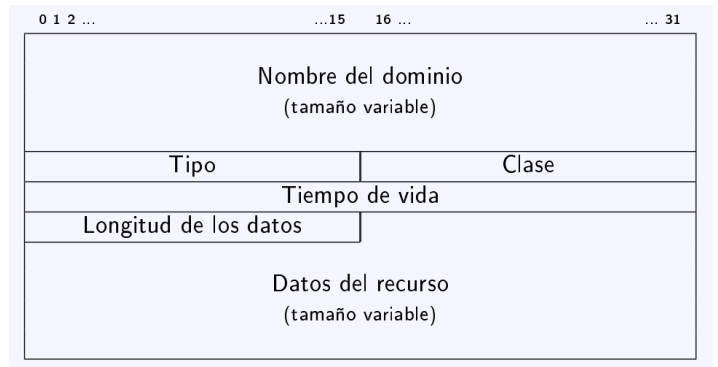 0 1 2 ... ...15 16 ... ... 31
Nombre del dominio
(tamaño variable)
Tipo Clase
Tiempo de vida
Longitud de los datos
Datos del recurso
(tamaño variable)